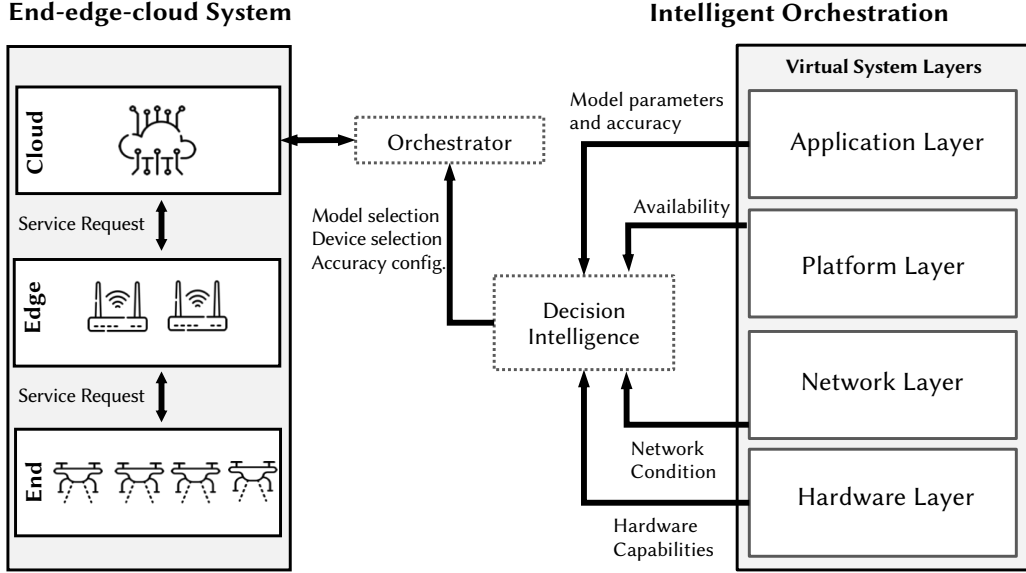 End-edge-cloud System
Cloud
Service Request
Edge
Service Request
End
Orchestrator
Model selection
Device selection
Accuracy config.
Decision
Intelligence
Intelligent Orchestration
Virtual System Layers
Model parameters
and accuracy
Application Layer
Availability
Platform Layer
Network Layer
Network
Condition
Hardware Layer
Hardware
Capabilities